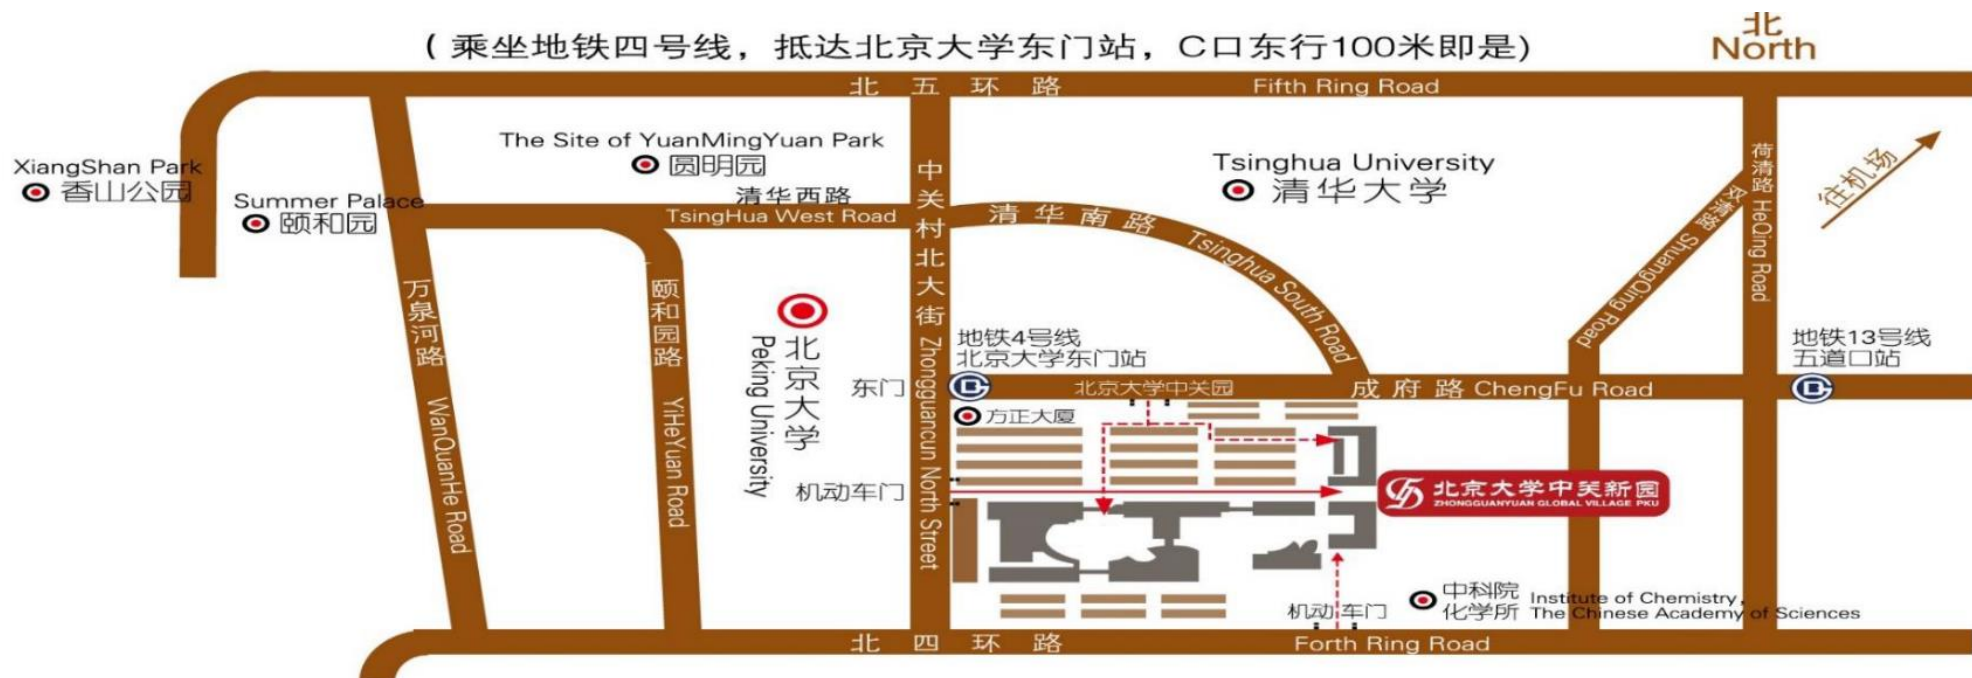 （乘坐地铁四号线，抵达北京大学东门站，C口东行100米即是)
北
North
北五环路 Fifth Ring Road
The Site of YuanMingYuan Park
圆明园
XiangShan Park
香山公园
Summer Palace
颐和园
清华西路
TsingHua West Road
Tsinghua University
清华大学
往机场
中关村北大街 Zhongguancun North Street
清华南路 Tsinghua South Road
荷清路 HeQing Road
双清路 ShuangQing Road
万泉河路 WanQuanHe Road
颐和园路 YiHeYuan Road
北京大学
Peking University
地铁4号线
北京大学东门站
地铁13号线
五道口站
东门
北京大学中关园
成府路 ChengFu Road
方正大厦
机动车门
北京大学中关新园
ZHONGGUANYUAN GLOBAL VILLAGE PKU
中科院
化学所
Institute of Chemistry,
The Chinese Academy of Sciences
机动车门
北四环路 Forth Ring Road